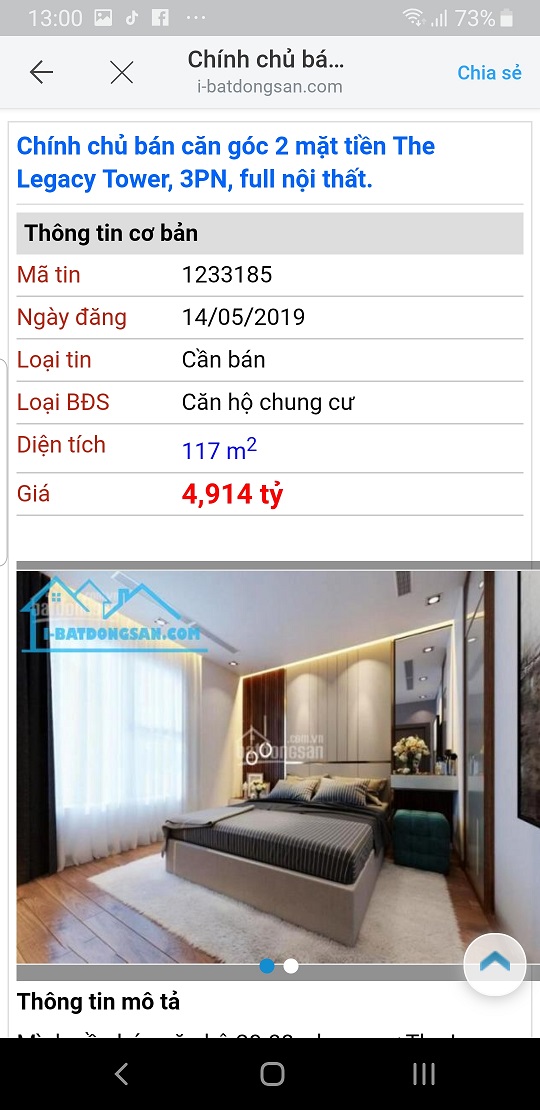 13:00
73%
Chính chủ bá...
i-batdongsan.com
Chia sẻ
Chính chủ bán căn góc 2 mặt tiền The
Legacy Tower, 3PN, full nội thất.
Thông tin cơ bản
Mã tin 1233185
Ngày đăng 14/05/2019
Loại tin Cần bán
Loại BĐS Căn hộ chung cư
Diện tích 117 m²
Giá 4,914 tỷ
I-BATDONGSAN.COM
.com.vn
batdongsan
Thông tin mô tả